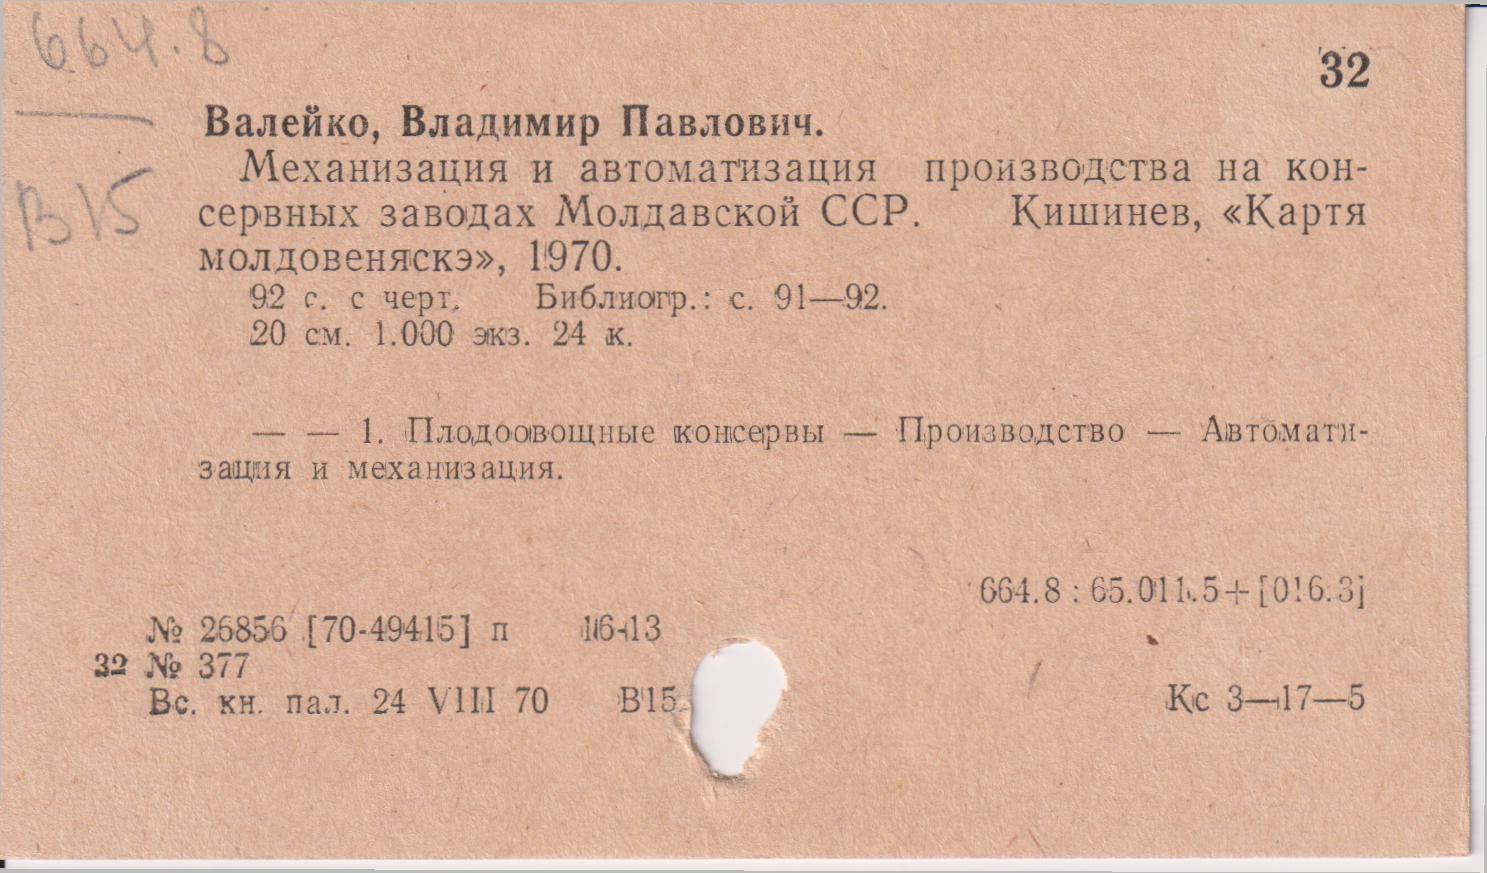 664.8
32
Валейко, Владимир Павлович.
В15
Механизация и автоматизация производства на кон-
сервных заводах Молдавской ССР. Кишинев, «Картя
молдовеняскэ», 1970.
92 с. с черт. Библиогр.: с. 91—92.
20 см. 1.000 экз. 24 к.
— — 1. Плодоовощные консервы — Производство — Автомати-
зация и механизация.
664.8 : 65.011.5+[016.3]
№ 26856 [70-49415] п 16-13
32 № 377
Вс. кн. пал. 24 VIII 70 В15 Кс 3—17—5